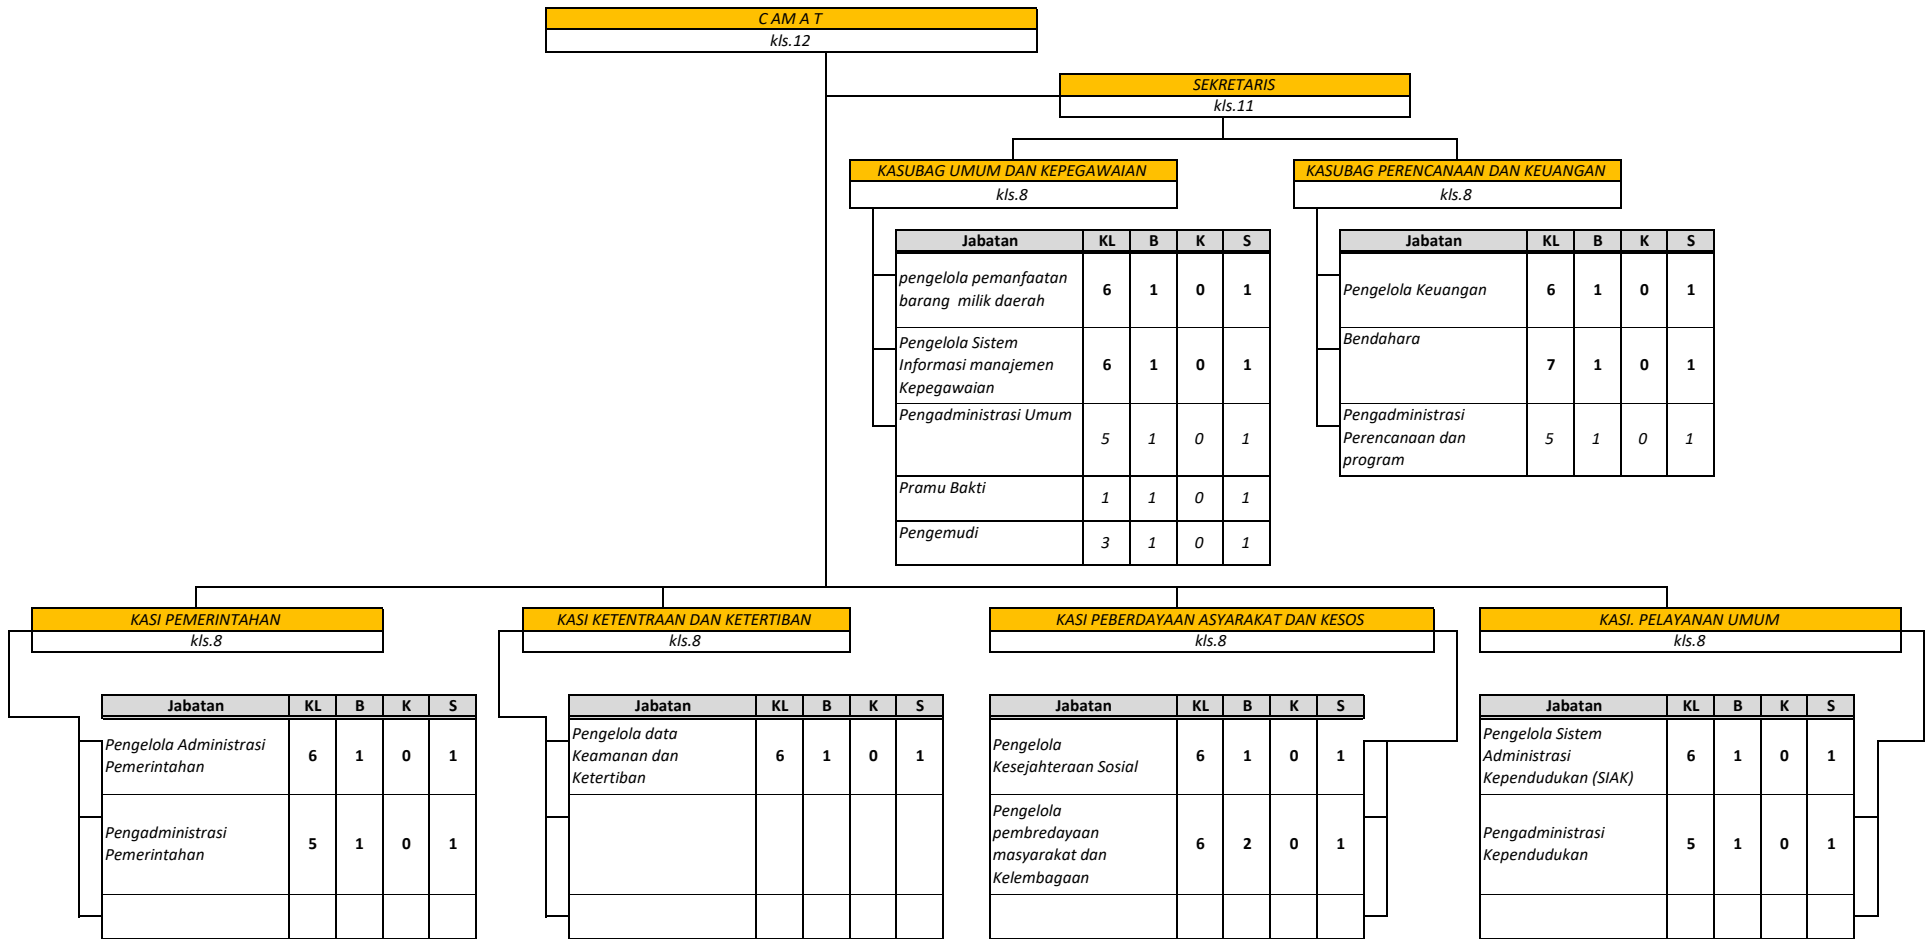 C AM A T
kls.12
SEKRETARIS
kls.11
KASUBAG UMUM DAN KEPEGAWAIAN
kls.8
KASUBAG PERENCANAAN DAN KEUANGAN
kls.8
Jabatan KL B K S
pengelola pemanfaatan
barang milik daerah
6 1 0 1
Pengelola Sistem
Informasi manajemen
Kepegawaian
6 1 0 1
Pengadministrasi Umum
5 1 0 1
Pramu Bakti
1 1 0 1
Pengemudi
3 1 0 1
Jabatan KL B K S
Pengelola Keuangan 6 1 0 1
Bendahara
7 1 0 1
Pengadministrasi
Perencanaan dan
program
5 1 0 1
KASI PEMERINTAHAN
kls.8
Jabatan KL B K S
Pengelola Administrasi
Pemerintahan
6 1 0 1
Pengadministrasi
Pemerintahan
5 1 0 1
KASI KETENTRAAN DAN KETERTIBAN
kls.8
Jabatan KL B K S
Pengelola data
Keamanan dan
Ketertiban
6 1 0 1
KASI PEBERDAYAAN ASYARAKAT DAN KESOS
kls.8
Jabatan KL B K S
Pengelola
Kesejahteraan Sosial
6 1 0 1
Pengelola
pembredayaan
masyarakat dan
Kelembagaan
6 2 0 1
KASI. PELAYANAN UMUM
kls.8
Jabatan KL B K S
Pengelola Sistem
Administrasi
Kependudukan (SIAK)
6 1 0 1
Pengadministrasi
Kependudukan
5 1 0 1